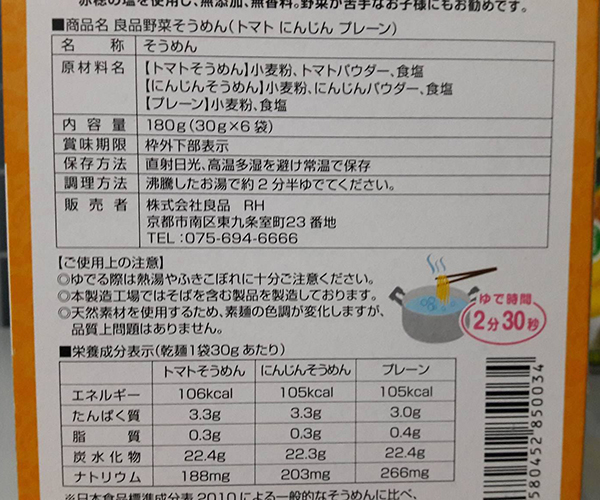 赤穂の塩を使用し、無添加、無香料。野菜が苦手なお子様にもお勧めです。
■商品名 良品野菜そうめん(トマト にんじん プレーン)
名 称 そうめん
原材料名 【トマトそうめん】小麦粉、トマトパウダー、食塩
【にんじんそうめん】小麦粉、にんじんパウダー、食塩
【プレーン】小麦粉、食塩
内容量 180g(30g×6袋)
賞味期限 枠外下部表示
保存方法 直射日光、高温多湿を避け常温で保存
調理方法 沸騰したお湯で約2分半ゆでてください。
販売者 株式会社良品 RH
京都市南区東九条室町23番地
TEL:075-694-6666
【ご使用上の注意】
◎ゆでる際は熱湯やふきこぼれに十分ご注意ください。
◎本製造工場ではそばを含む製品を製造しております。
◎天然素材を使用するため、素麺の色調が変化しますが、
品質上問題はありません。
ゆで時間
2分30秒
■栄養成分表示(乾麺1袋30gあたり)
トマトそうめん にんじんそうめん プレーン
エネルギー 106kcal 105kcal 105kcal
たんぱく質 3.3g 3.3g 3.0g
脂質 0.3g 0.3g 0.4g
炭水化物 22.4g 22.3g 22.4g
ナトリウム 188mg 203mg 266mg
※日本食品標準成分表2010による一般的なそうめんに比べ、
580452 850034